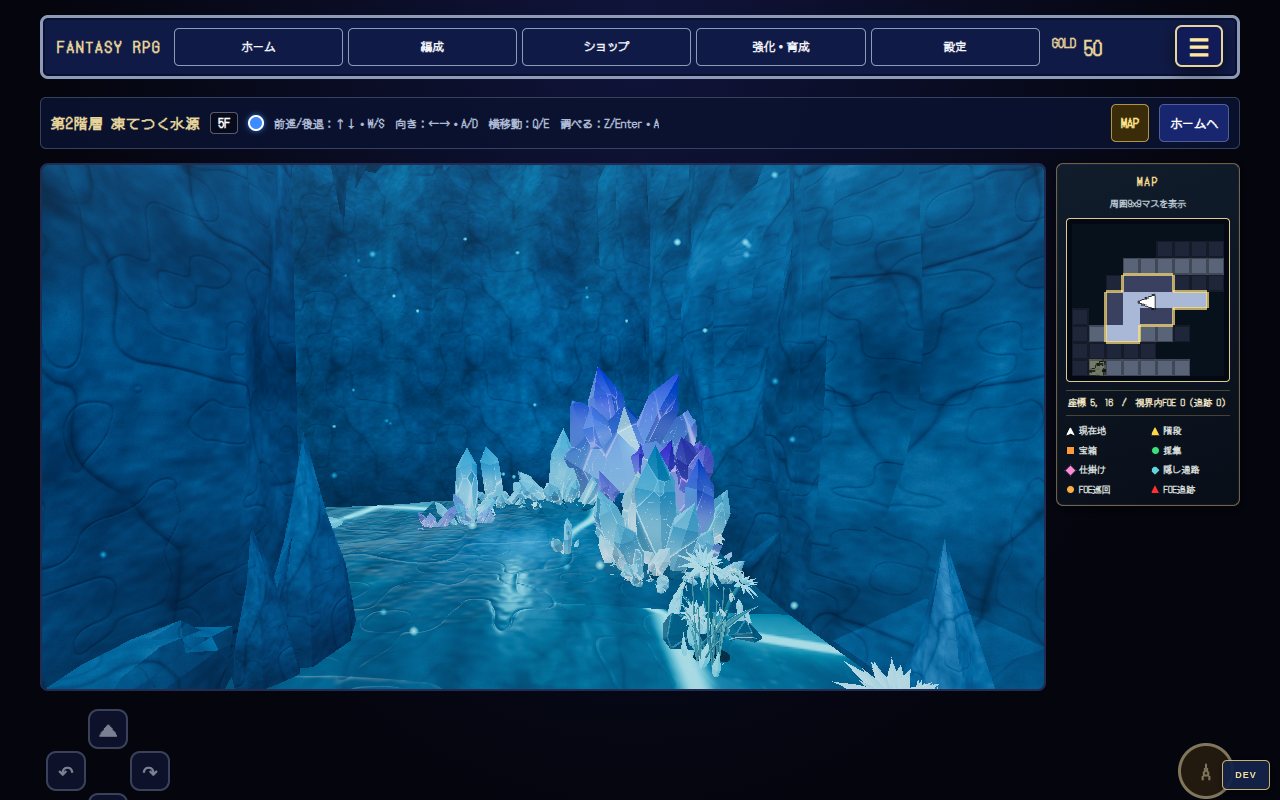 FANTASY RPG ホーム 編成 ショップ 強化・育成 設定 GOLD 50
第2階層 凍てつく水源 5F 前進/後退：↑↓・W/S 向き：←→・A/D 横移動：Q/E 調べる：Z/Enter・A MAP ホームへ
MAP
周囲9x9マスを表示
座標 5, 16 / 視界内FOE 0 (追跡 0)
現在地 階段
宝箱 採集
仕掛け 隠し通路
FOE巡回 FOE追跡
A DEV